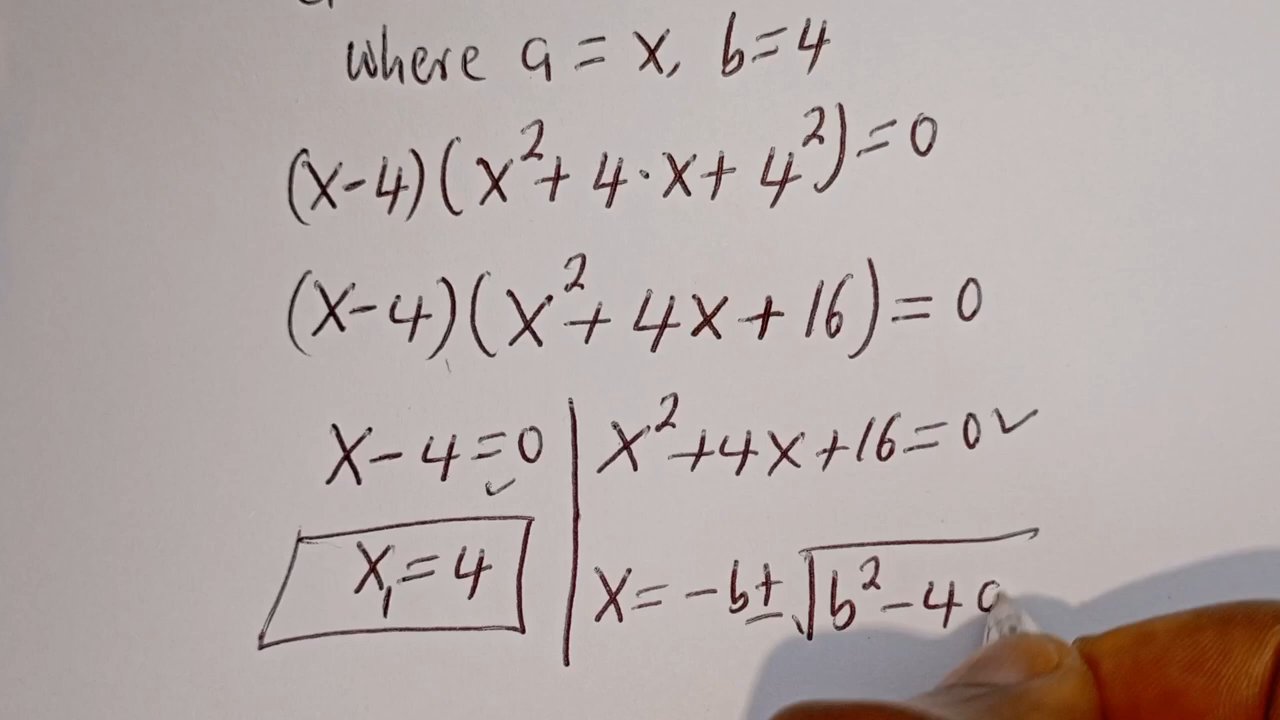 where a = x, b = 4
(x-4)(x²+ 4·x+ 4²)=0
(x-4)(x²+ 4x+16)=0
x-4=0 | x²+4x+16=0✓
✓
x₁=4 | x= -b± √b²-4a